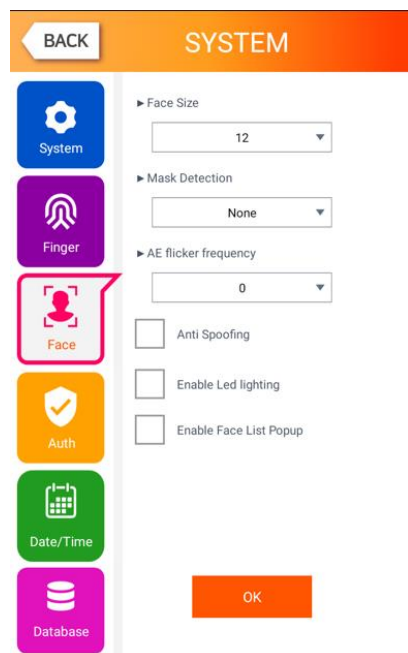 BACK
SYSTEM
System
Finger
Face
Auth
Date/Time
Database
►Face Size
12
►Mask Detection
None
►AE flicker frequency
0
Anti Spoofing
Enable Led lighting
Enable Face List Popup
OK